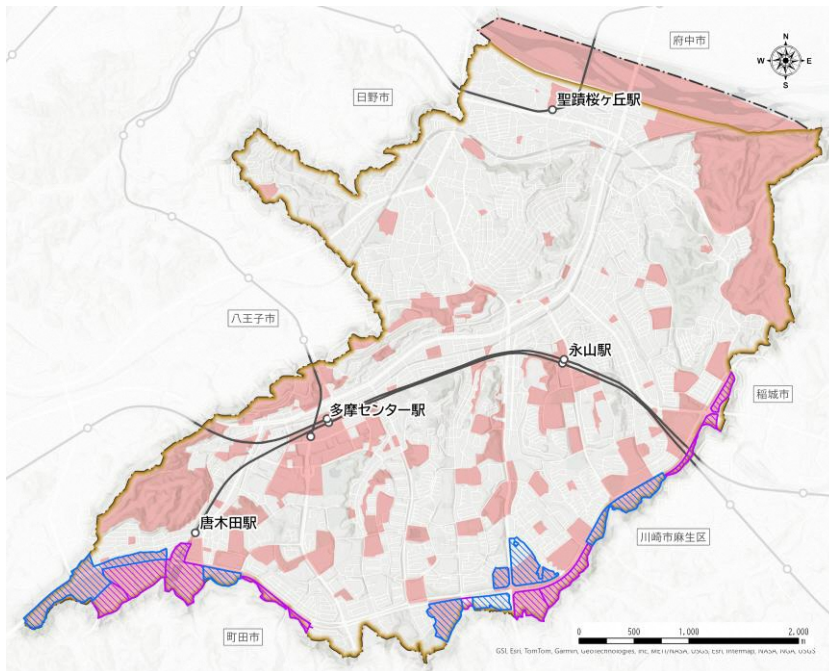 府中市
N
W
E
S
聖蹟桜ヶ丘駅
日野市
八王子市
永山駅
稲城市
多摩センター駅
唐木田駅
川崎市麻生区
町田市
0 500 1,000 2,000
m
GSI, Esri, TomTom, Garmin, GeoTechnologies, Inc, METI/NASA, USGS, Esri, Intermap, NASA, NGA, USGS